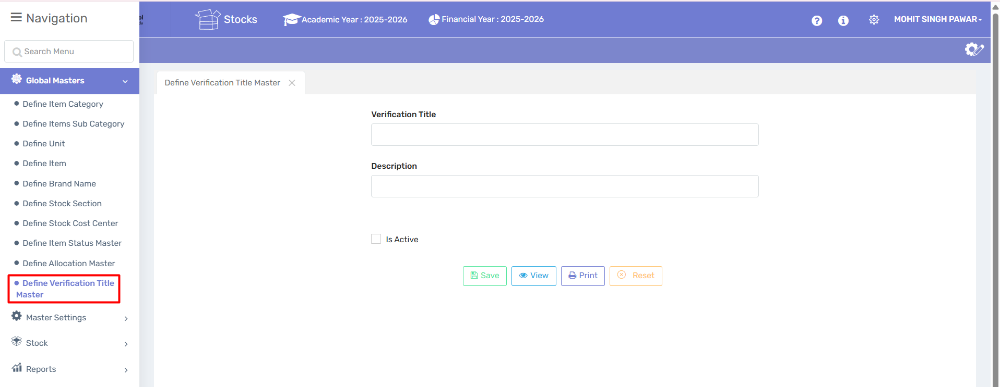 Navigation
Stocks
Academic Year : 2025-2026
Financial Year : 2025-2026
MOHIT SINGH PAWAR
Search Menu
Global Masters
Define Item Category
Define Items Sub Category
Define Unit
Define Item
Define Brand Name
Define Stock Section
Define Stock Cost Center
Define Item Status Master
Define Allocation Master
Define Verification Title
Master
Master Settings
Stock
Reports
Define Verification Title Master
Verification Title
Description
Is Active
Save
View
Print
Reset